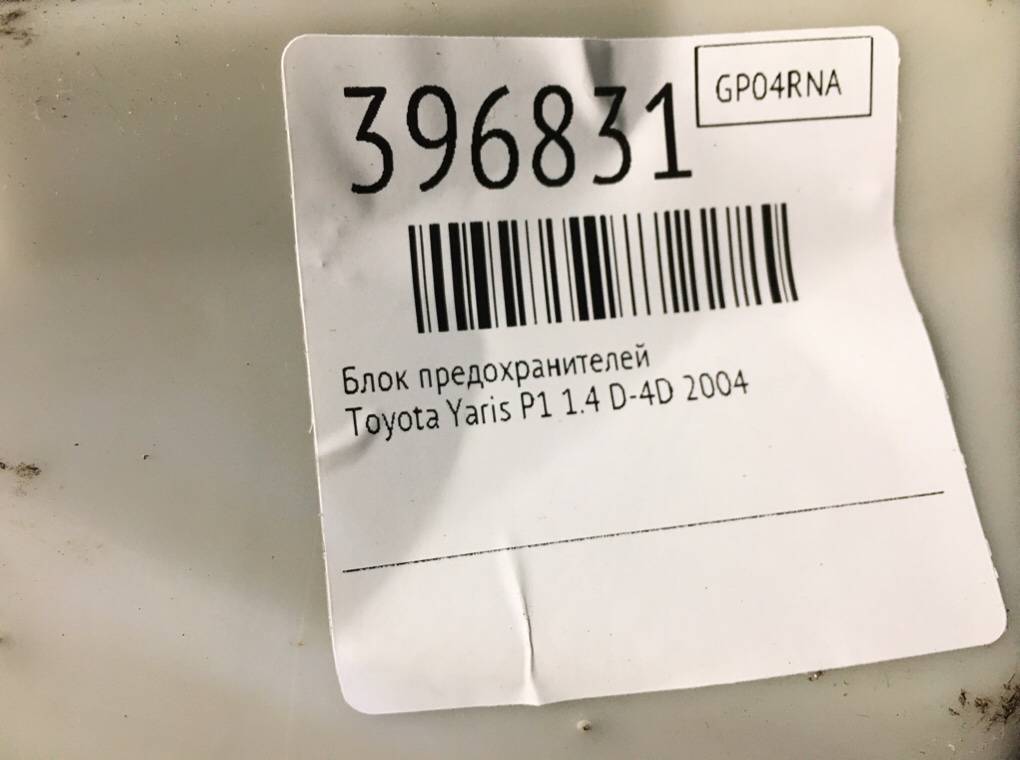 396831
GP04RNA
Блок предохранителей
Toyota Yaris P1 1.4 D-4D 2004